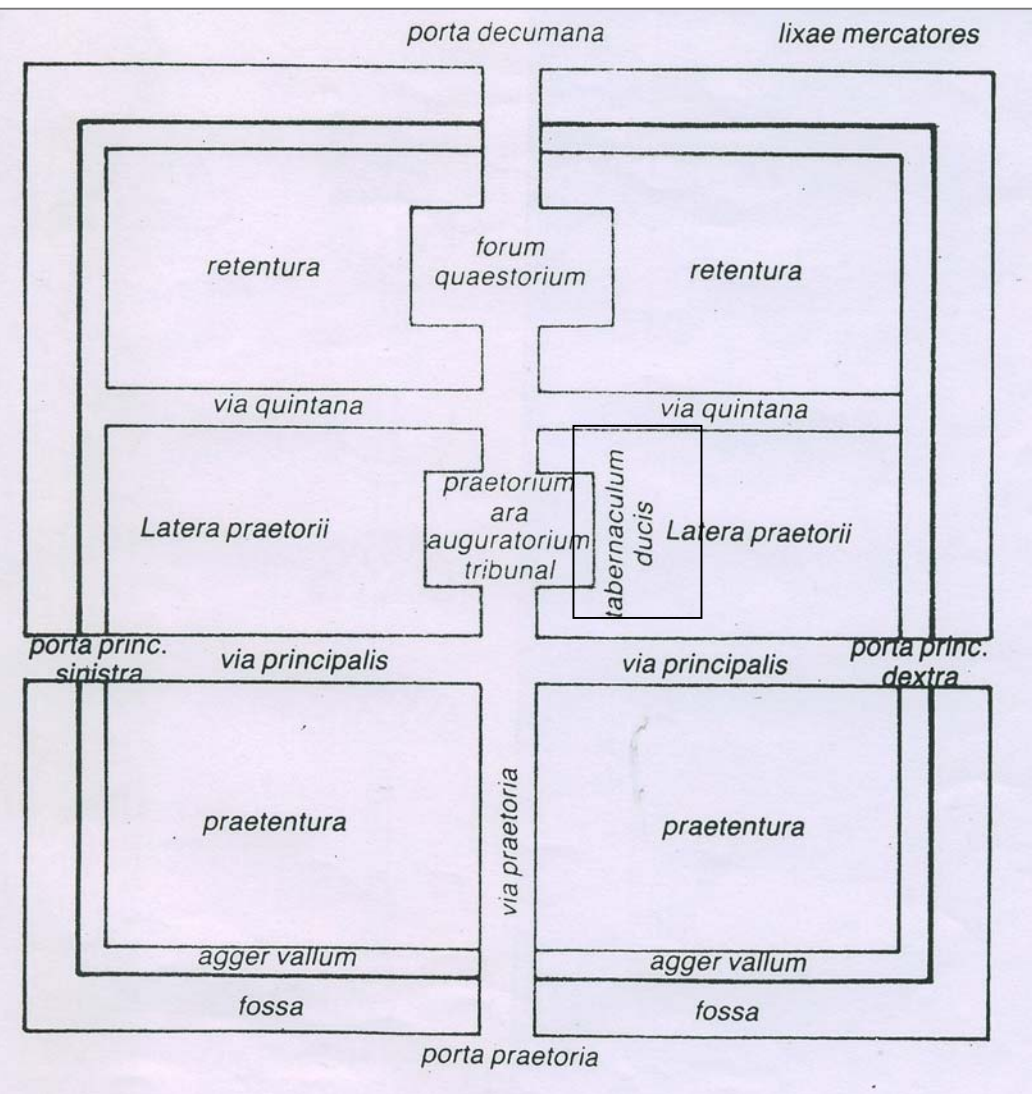 porta decumana
lixae mercatores
retentura
forum
quaestorium
retentura
via quintana
via quintana
Latera praetorii
praetorium
ara
auguratorium
tribunal
tabernaculum
ducis
Latera praetorii
porta princ.
sinistra
via principalis
via principalis
porta princ.
dextra
praetentura
via praetoria
praetentura
agger vallum
agger vallum
fossa
fossa
porta praetoria